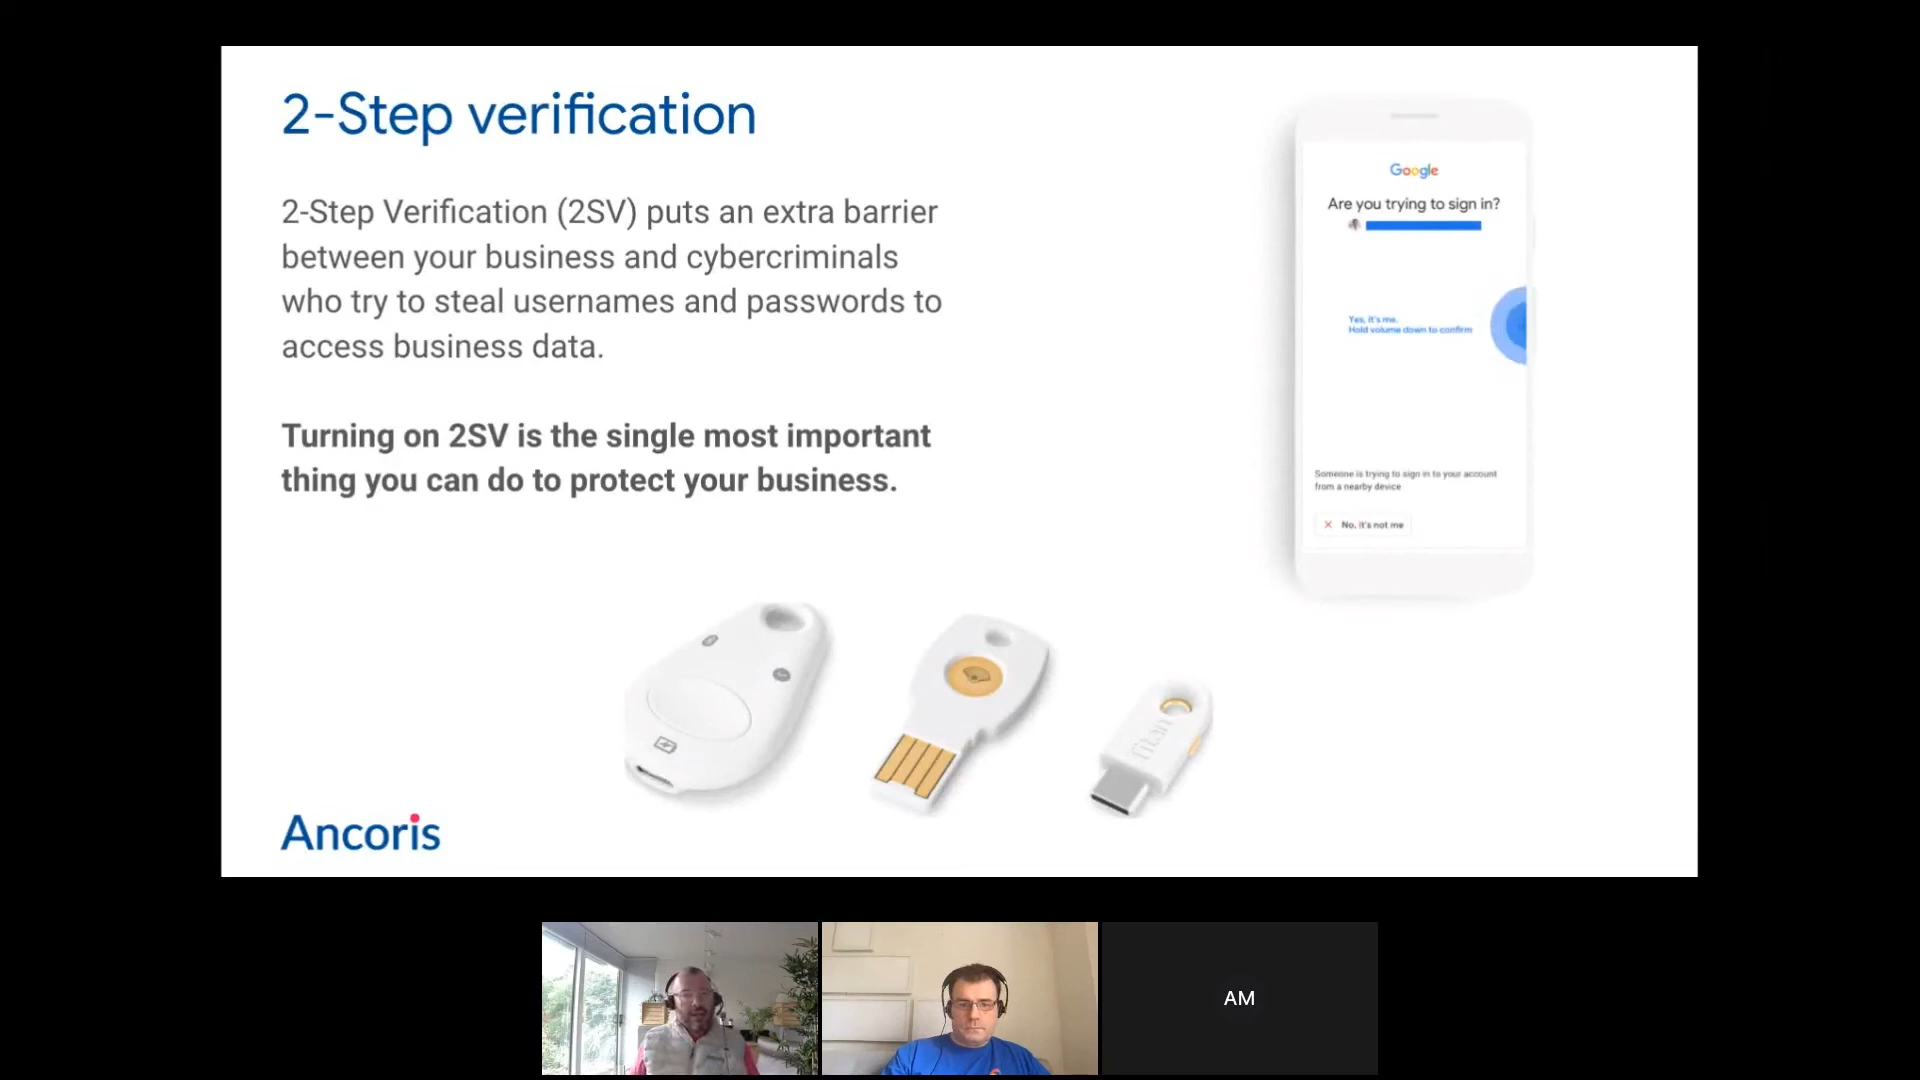 2-Step verification
2-Step Verification (2SV) puts an extra barrier
between your business and cybercriminals
who try to steal usernames and passwords to
access business data.
Turning on 2SV is the single most important
thing you can do to protect your business.
Google
Are you trying to sign in?
Yes, it's me.
Hold volume down to confirm
Someone is trying to sign in to your account
from a nearby device
No, it's not me
titan
Ancoris
AM